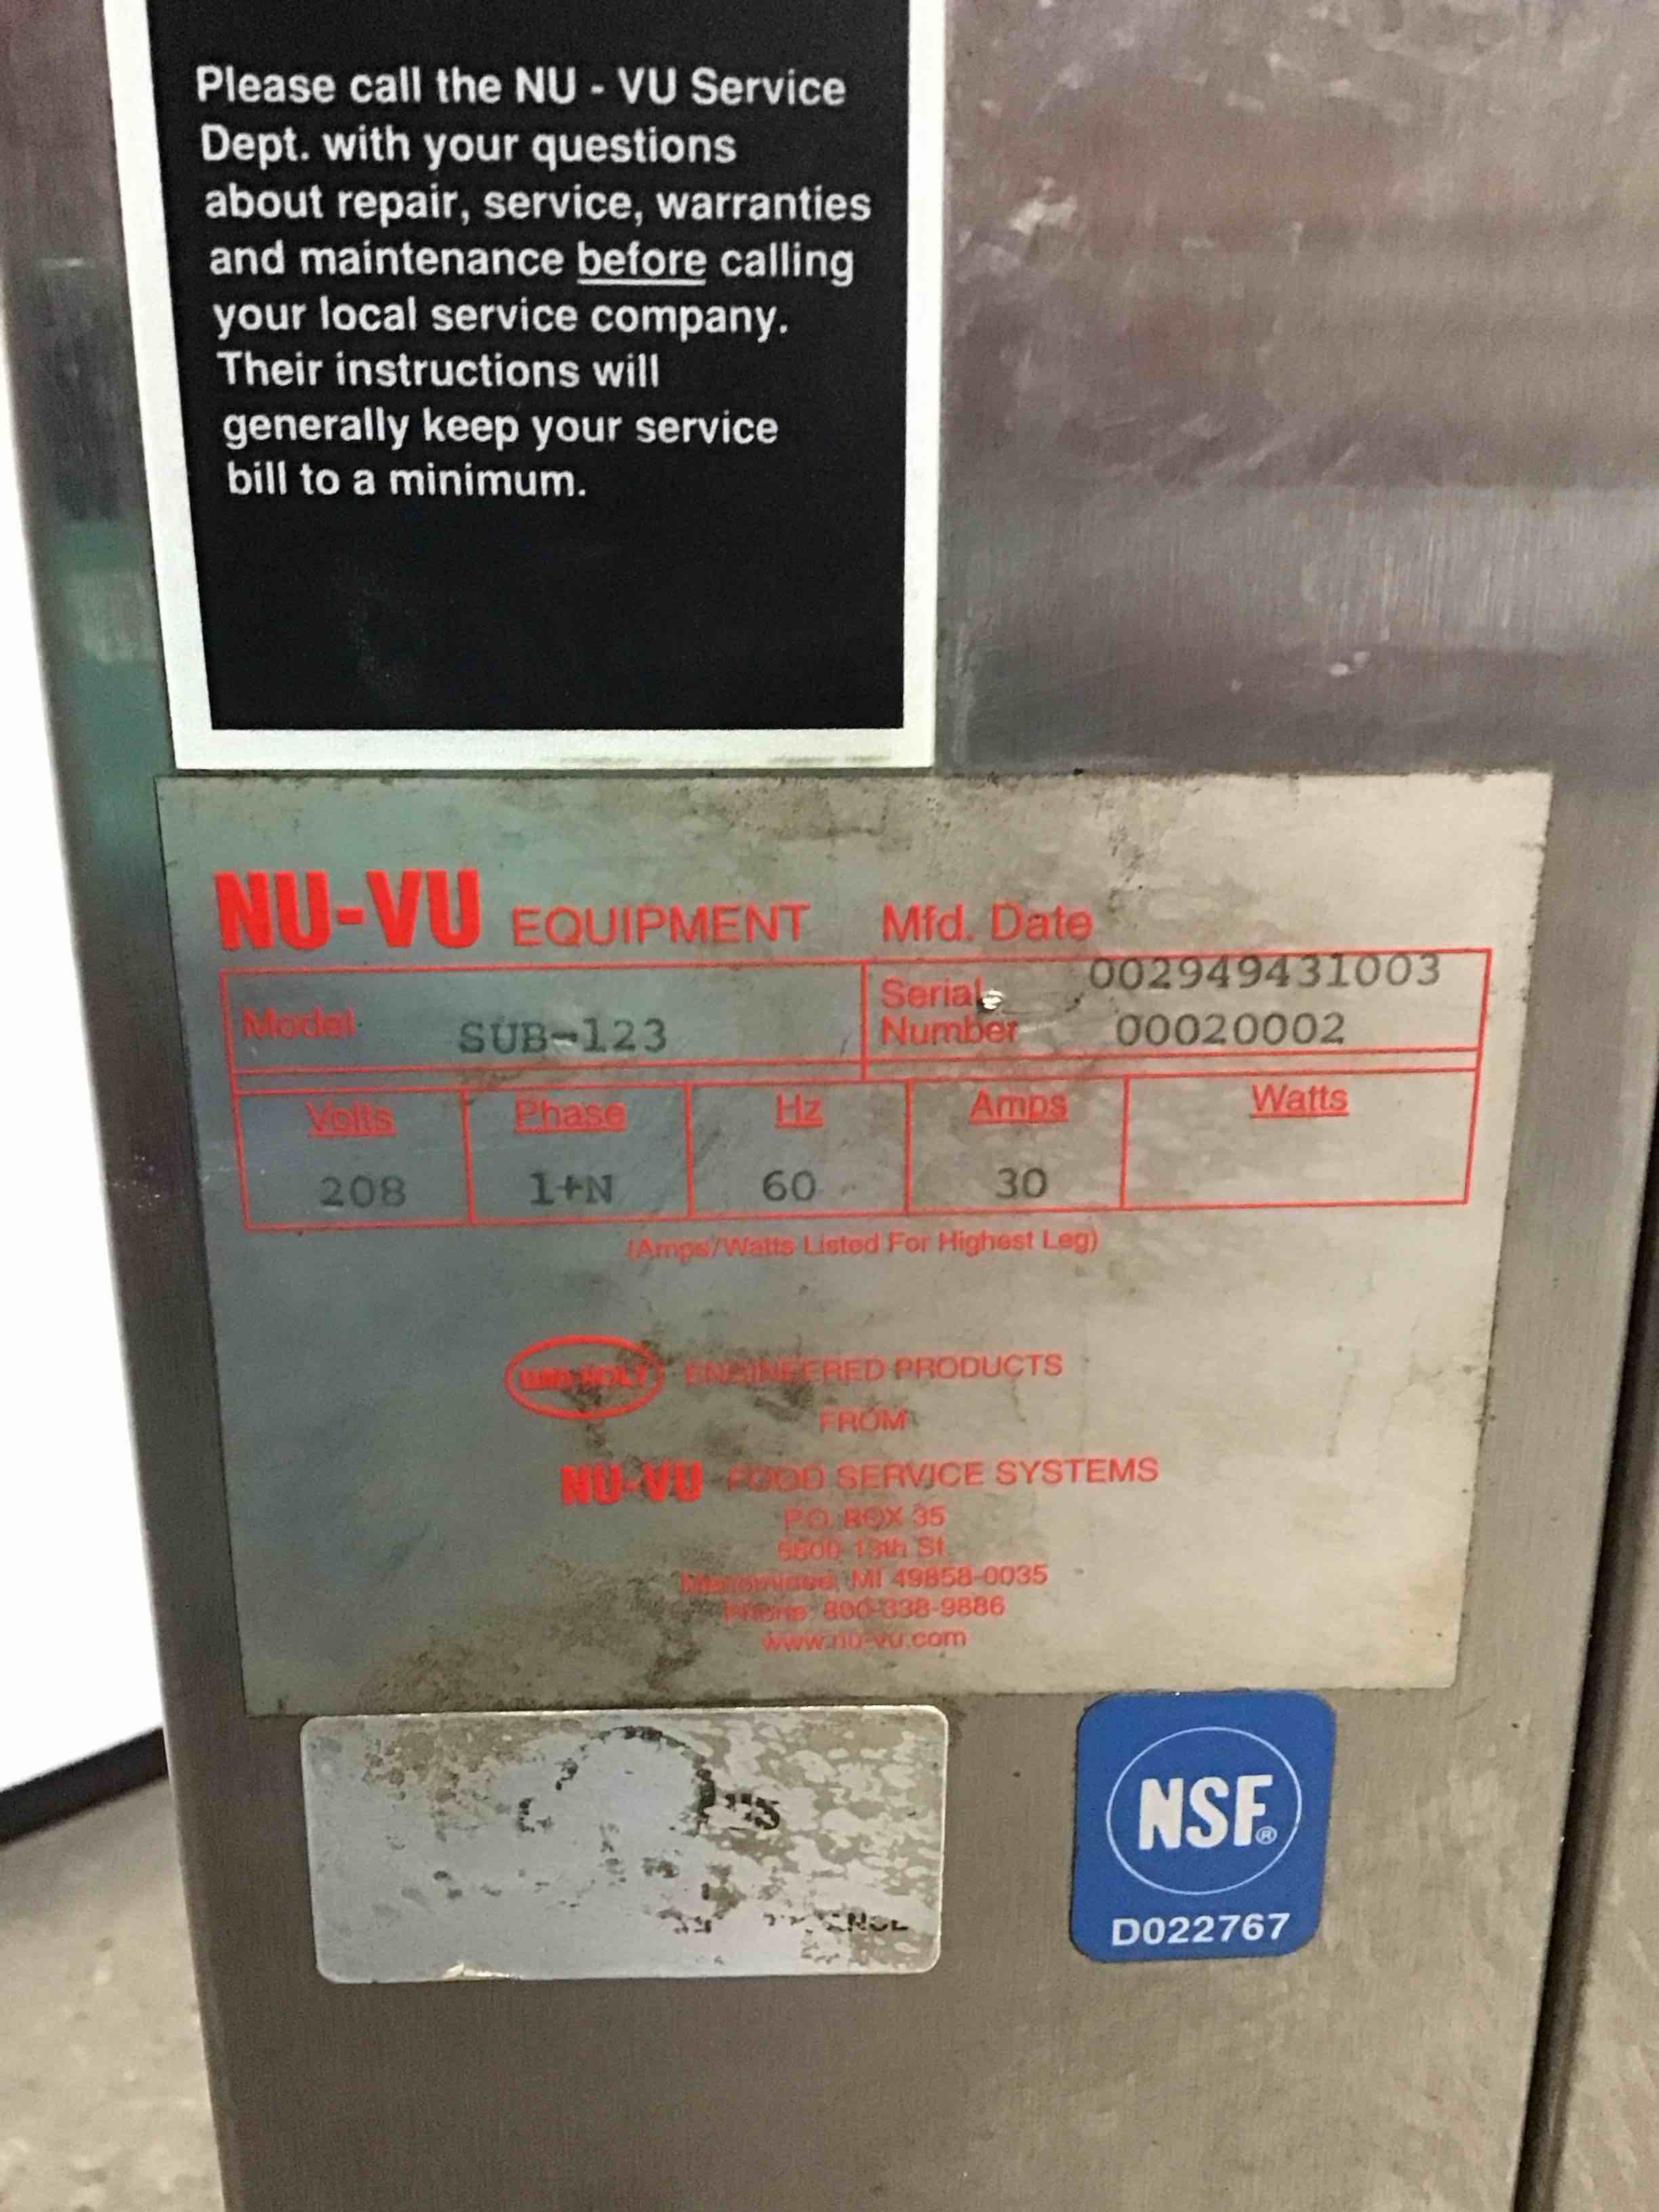 Please call the NU - VU Service
Dept. with your questions
about repair, service, warranties
and maintenance before calling
your local service company.
Their instructions will
generally keep your service
bill to a minimum.
NU-VU EQUIPMENT Mfd. Date
Model SUB-123
Serial 002949431003
Number 00020002
Volts Phase Hz Amps Watts
208 1+N 60 30
(Amps/Watts Listed For Highest Leg)
ENGINEERED PRODUCTS
FROM
NU-VU FOOD SERVICE SYSTEMS
P.O. BOX 35
5600 13th St.
Menominee, MI 49858-0035
Phone: 800-338-9886
www.nu-vu.com
NSF®
D022767